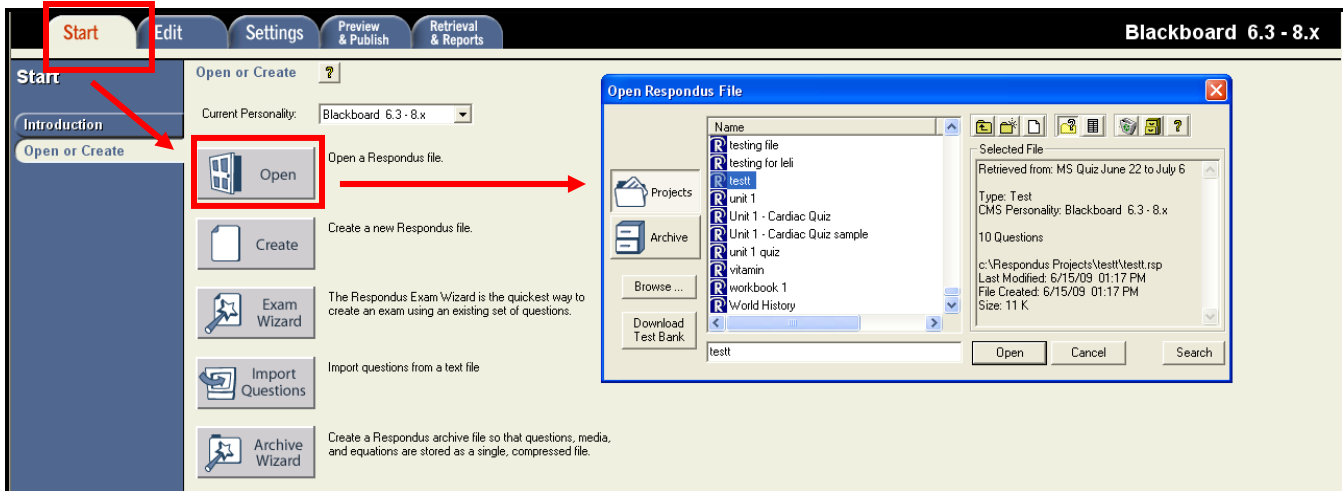 Start
Edit
Settings
Preview
& Publish
Retrieval
& Reports
Blackboard 6.3 - 8.x
Start
Introduction
Open or Create
Open or Create
?
Current Personality:
Blackboard 6.3 - 8.x
Open
Open a Respondus file.
Create
Create a new Respondus file.
Exam
Wizard
The Respondus Exam Wizard is the quickest way to
create an exam using an existing set of questions.
Import
Questions
Import questions from a text file
Archive
Wizard
Create a Respondus archive file so that questions, media,
and equations are stored as a single, compressed file.
Open Respondus File
Projects
Archive
Browse ...
Download
Test Bank
Name
R testing file
R testing for leli
R testt
R unit 1
R Unit 1 - Cardiac Quiz
R Unit 1 - Cardiac Quiz sample
R unit 1 quiz
R vitamin
R workbook 1
R World History
testt
?
?
Selected File
Retrieved from: MS Quiz June 22 to July 6
Type: Test
CMS Personality: Blackboard 6.3 - 8.x
10 Questions
c:\Respondus Projects\testt\testt.rsp
Last Modified: 6/15/09 01:17 PM
File Created: 6/15/09 01:17 PM
Size: 11 K
Open
Cancel
Search